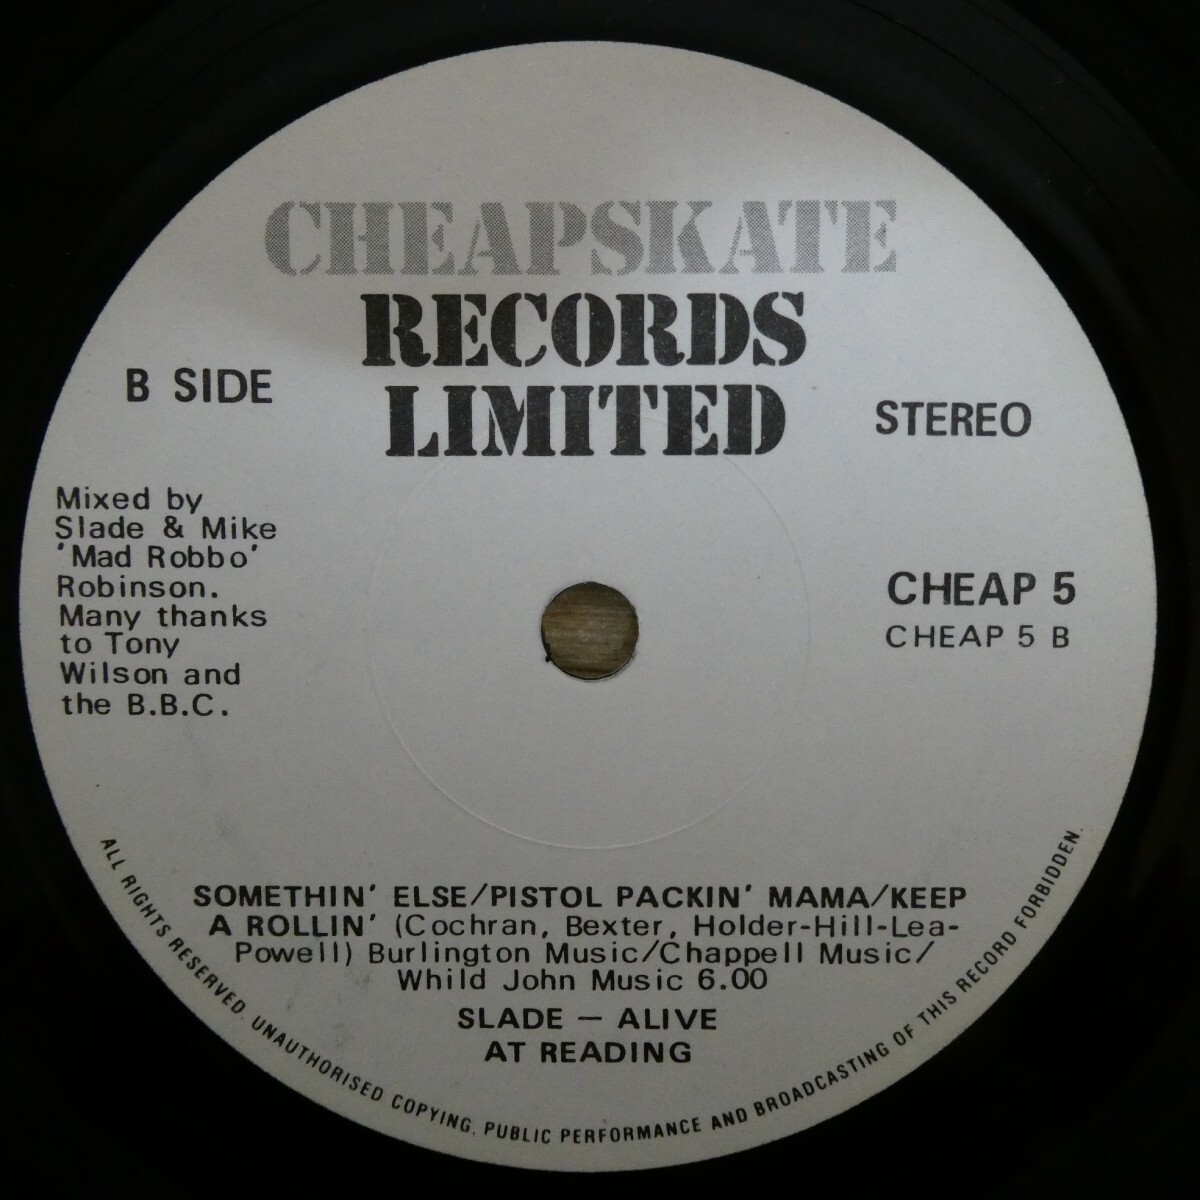 CHEAPSKATE
RECORDS
LIMITED
B SIDE
STEREO
Mixed by
Slade & Mike
'Mad Robbo'
Robinson.
Many thanks
to Tony
Wilson and
the B.B.C.
CHEAP 5
CHEAP 5 B
SOMETHIN' ELSE/PISTOL PACKIN' MAMA/KEEP
A ROLLIN' (Cochran, Bexter, Holder-Hill-Lea-
Powell) Burlington Music/Chappell Music/
Whild John Music 6.00
SLADE — ALIVE
AT READING
ALL RIGHTS RESERVED. UNAUTHORISED COPYING, PUBLIC PERFORMANCE AND BROADCASTING OF THIS RECORD FORBIDDEN.